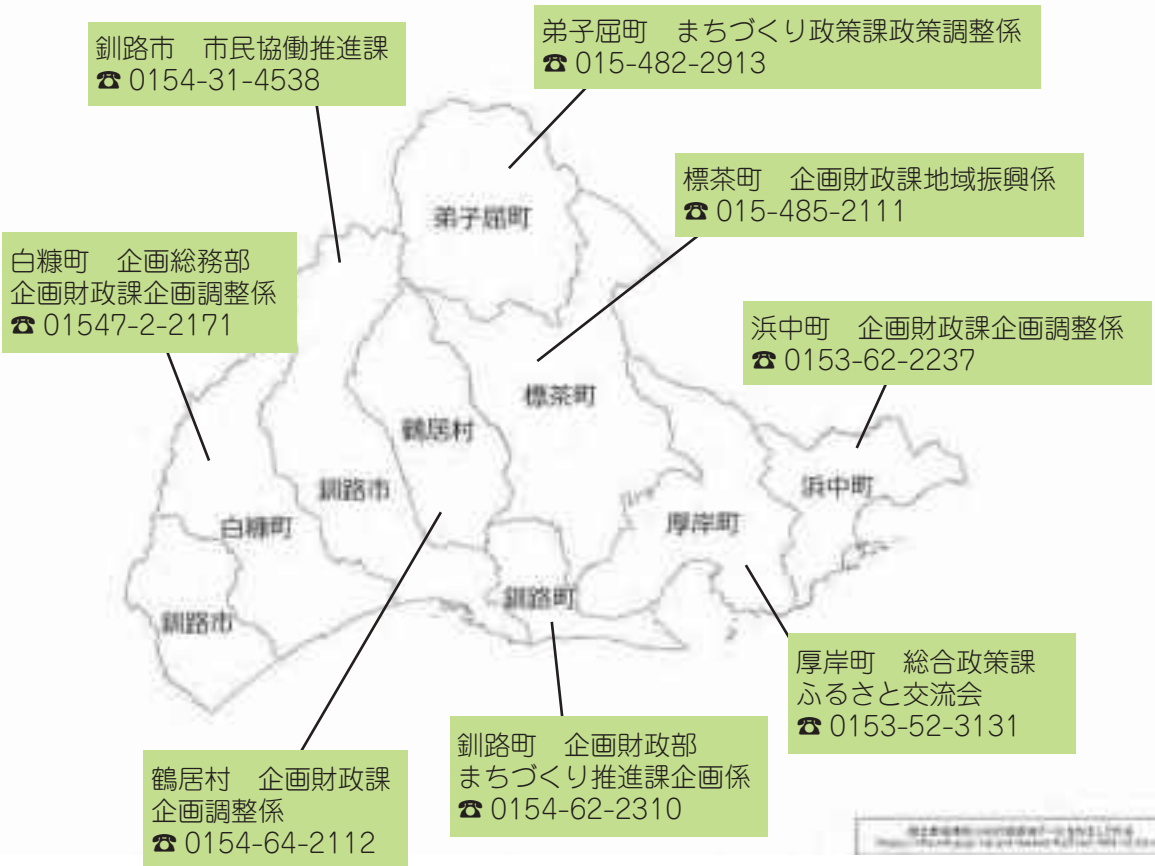 釧路市　市民協働推進課
☎ 0154-31-4538
弟子屈町　まちづくり政策課政策調整係
☎ 015-482-2913
標茶町　企画財政課地域振興係
☎ 015-485-2111
白糠町　企画総務部
企画財政課企画調整係
☎ 01547-2-2171
浜中町　企画財政課企画調整係
☎ 0153-62-2237
弟子屈町
標茶町
鶴居村
釧路市
浜中町
白糠町
厚岸町
釧路町
釧路市
厚岸町　総合政策課
ふるさと交流会
☎ 0153-52-3131
釧路町　企画財政部
まちづくり推進課企画係
☎ 0154-62-2310
鶴居村　企画財政課
企画調整係
☎ 0154-64-2112